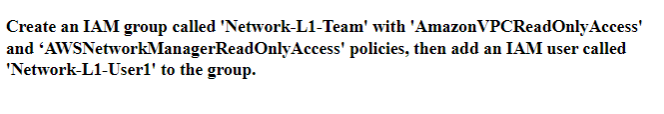 Create an IAM group called 'Network-L1-Team' with 'AmazonVPCReadOnlyAccess'
and ‘AWSNetworkManagerReadOnlyAccess' policies, then add an IAM user called
'Network-L1-User1' to the group.